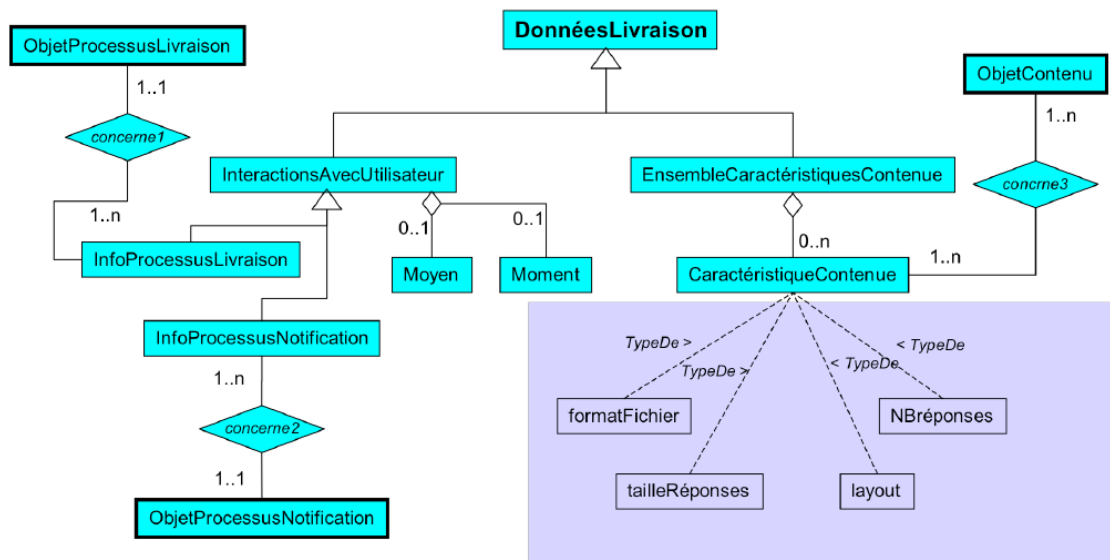 DonnéesLivraison
ObjetProcessusLivraison
ObjetContenu
1..1
1..n
concerne1
InteractionsAvecUtilisateur
EnsembleCaractéristiquesContenue
concrne3
1..n
0..1
0..1
0..n
1..n
InfoProcessusLivraison
Moyen
Moment
CaractéristiqueContenue
InfoProcessusNotification
TypeDe >
< TypeDe
TypeDe >
< TypeDe
1..n
formatFichier
NBréponses
concerne2
1..1
tailleRéponses
layout
ObjetProcessusNotification